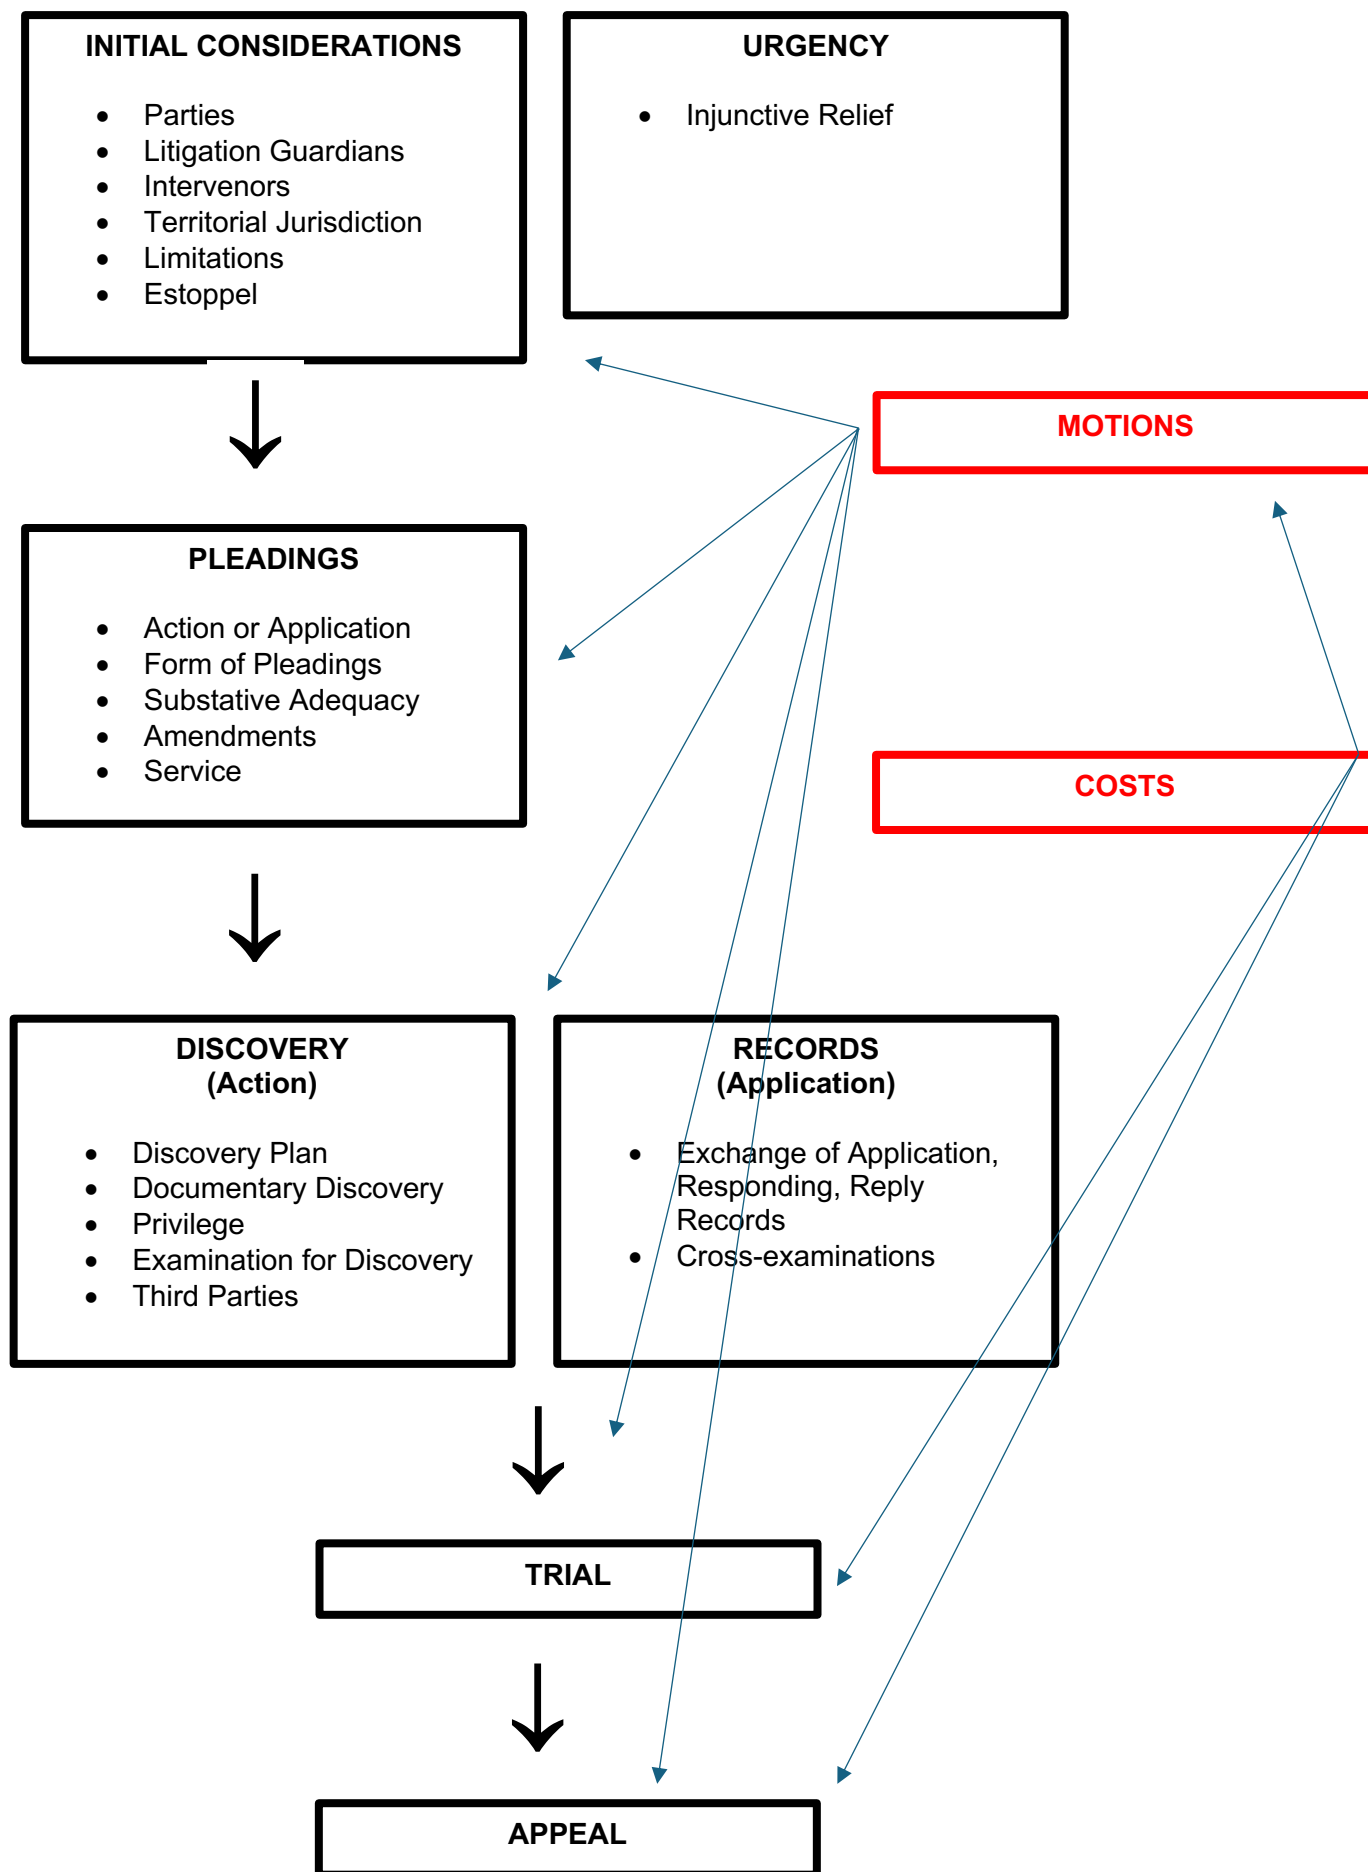 INITIAL CONSIDERATIONS
• Parties
• Litigation Guardians
• Intervenors
• Territorial Jurisdiction
• Limitations
• Estoppel
URGENCY
• Injunctive Relief
MOTIONS
PLEADINGS
• Action or Application
• Form of Pleadings
• Substative Adequacy
• Amendments
• Service
COSTS
DISCOVERY
(Action)
• Discovery Plan
• Documentary Discovery
• Privilege
• Examination for Discovery
• Third Parties
RECORDS
(Application)
• Exchange of Application,
Responding, Reply
Records
• Cross-examinations
TRIAL
APPEAL